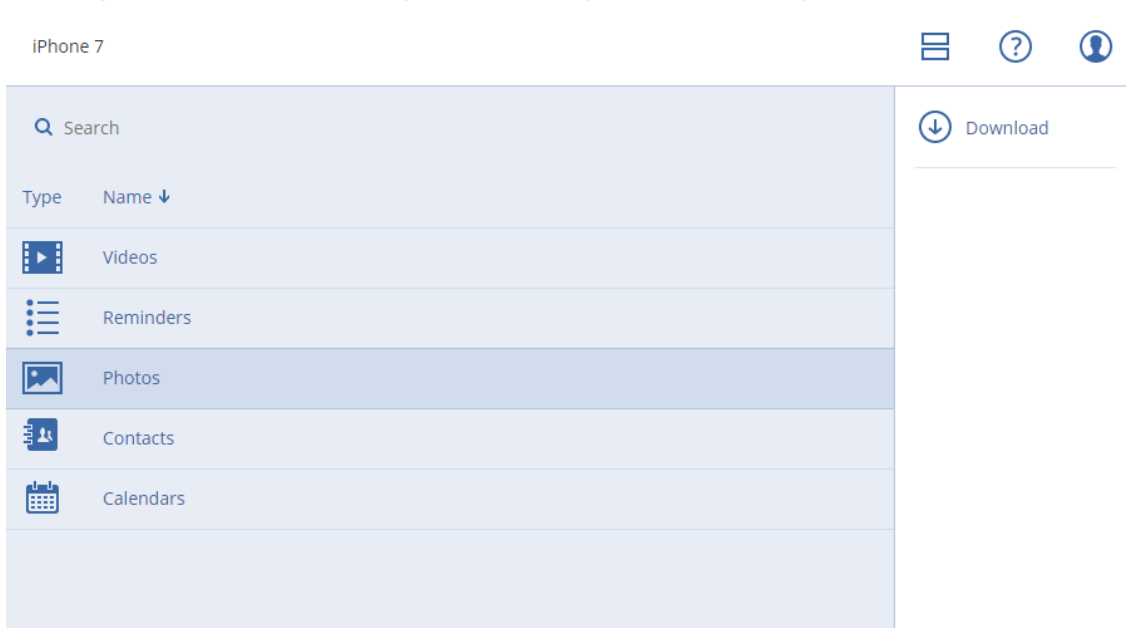 iPhone 7
Search
Download
Type Name
Videos
Reminders
Photos
Contacts
Calendars